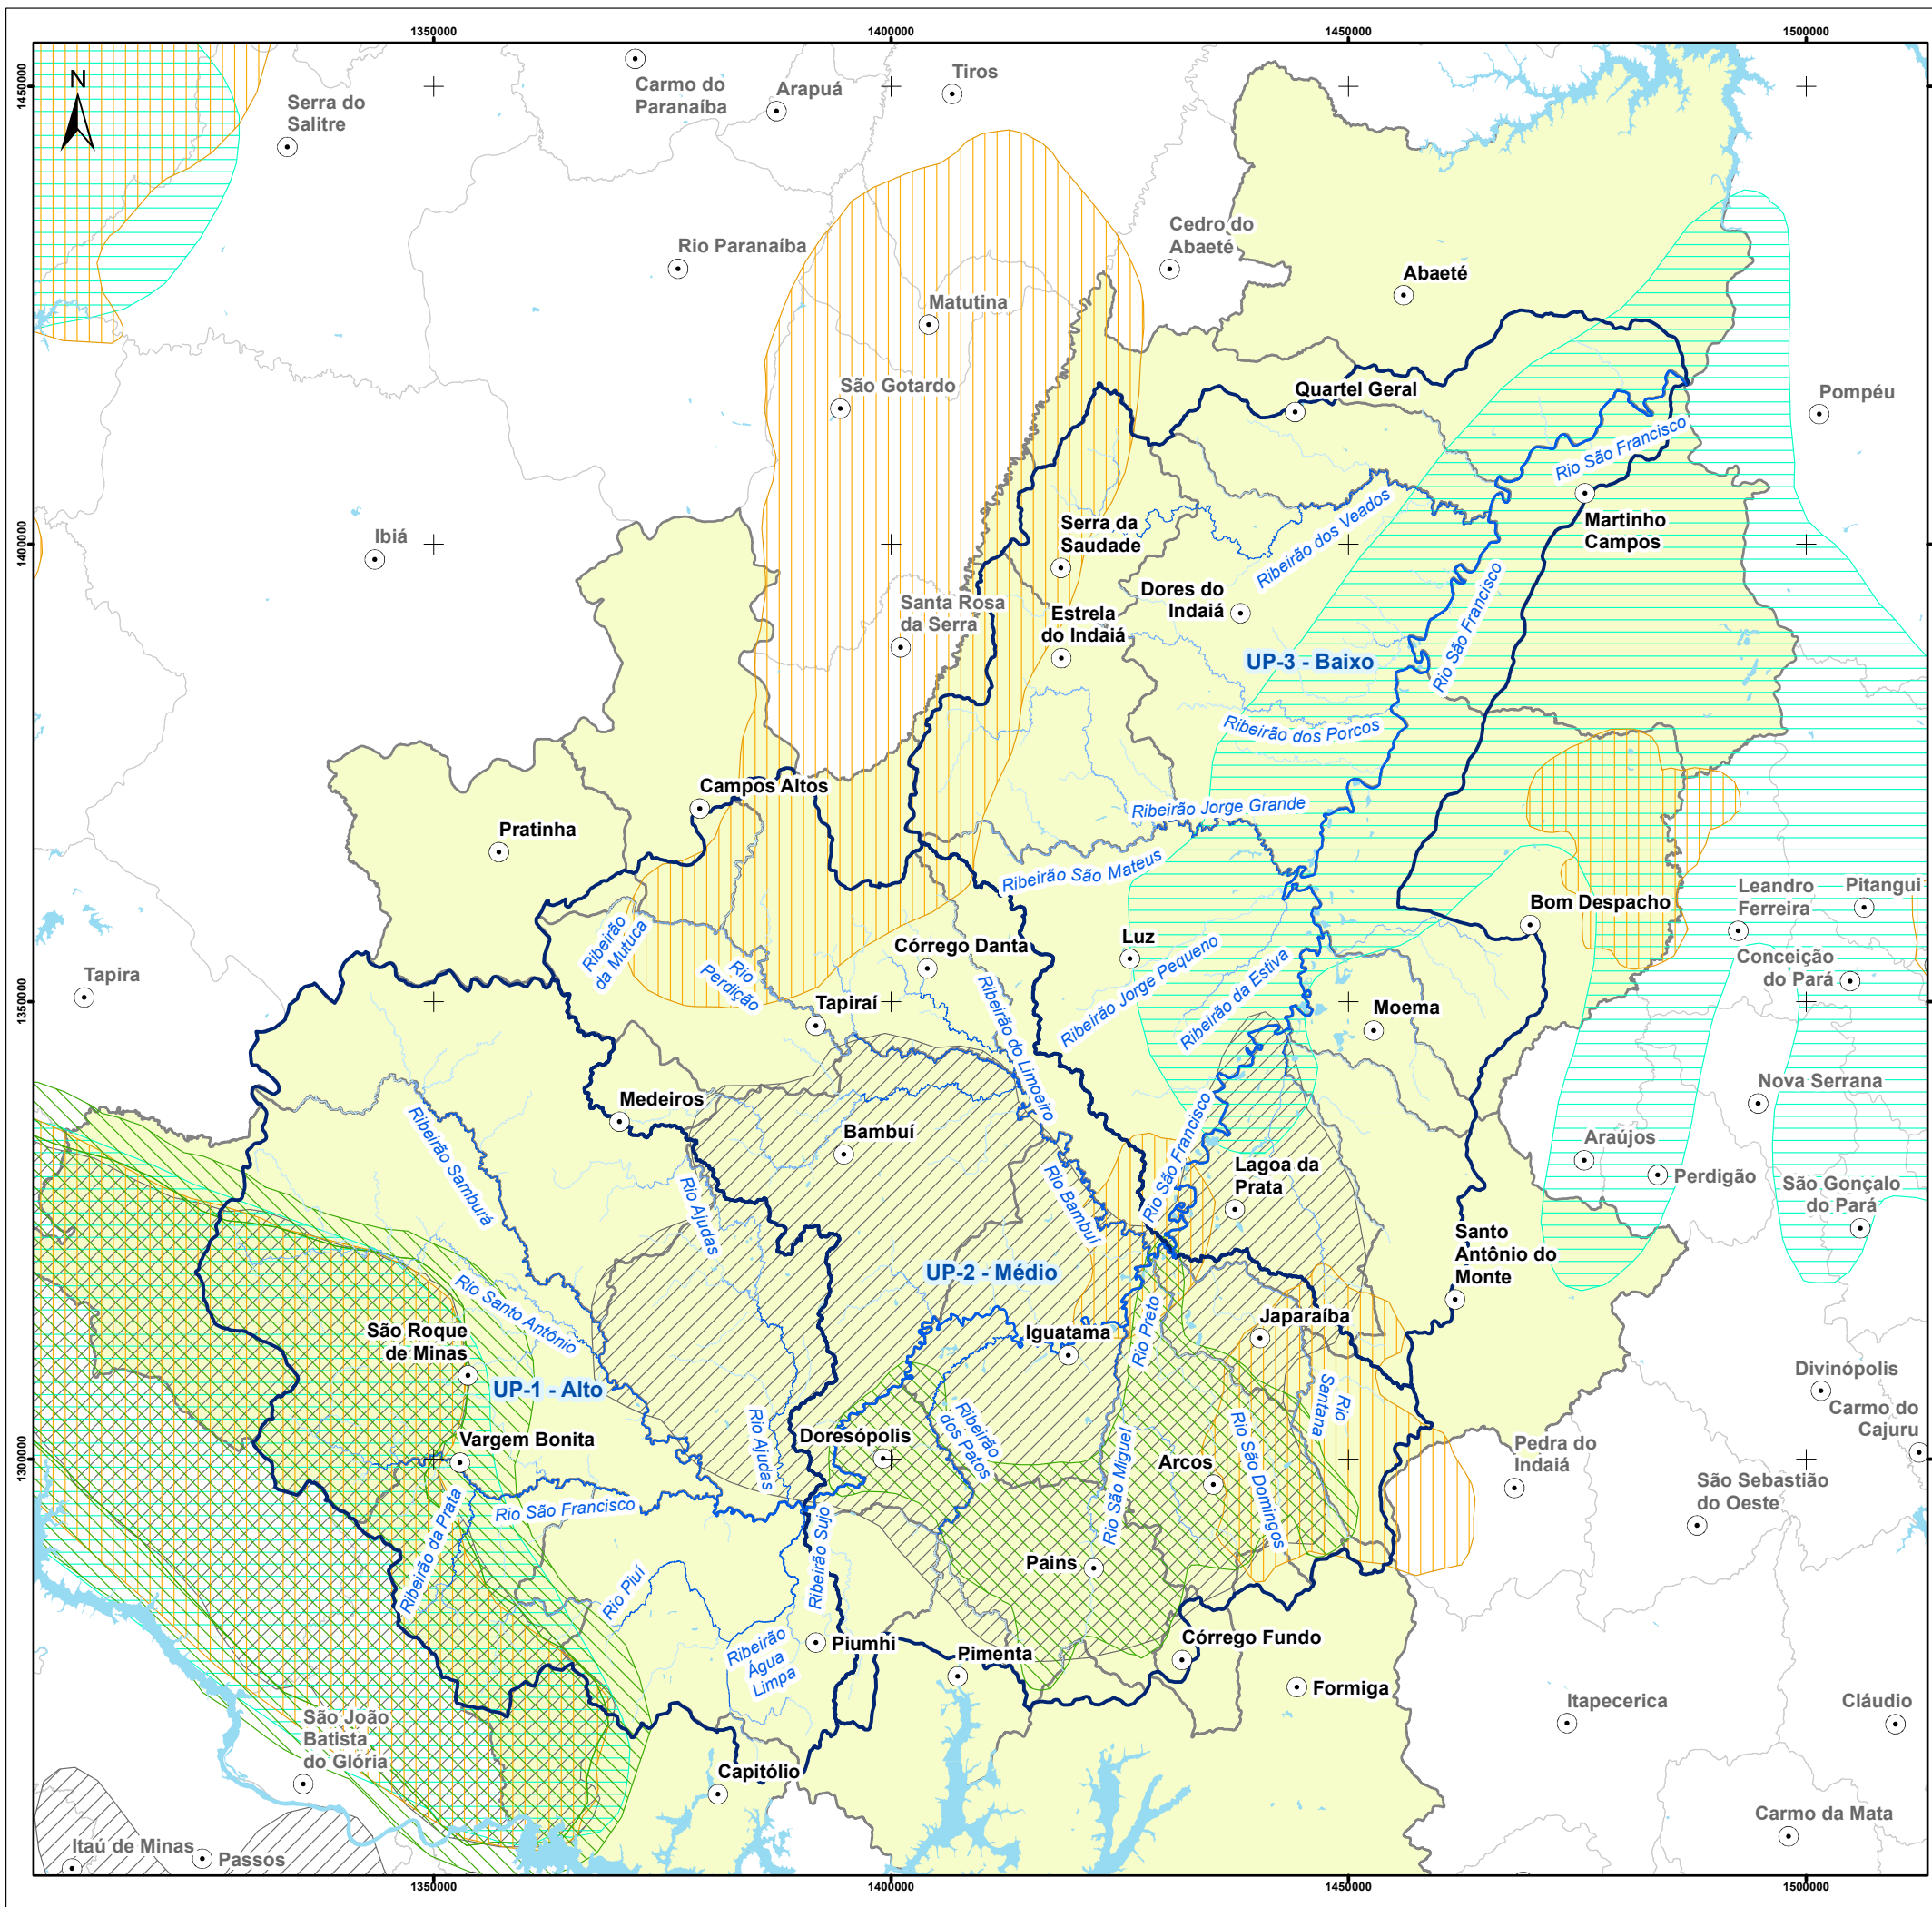 1350000
1400000
1450000
1500000
1450000
1400000
1350000
1300000
N
Serra do
Salitre
Carmo do
Paranaíba
Arapuá
Tiros
Rio Paranaíba
Cedro do
Abaeté
Abaeté
Matutina
São Gotardo
Quartel Geral
Pompéu
Rio São Francisco
Martinho
Campos
Ibiá
Serra da
Saudade
Ribeirão dos Veados
Santa Rosa
da Serra
Estrela
do Indaiá
Dores do
Indaiá
UP-3 - Baixo
Rio São Francisco
Ribeirão dos Porcos
Campos Altos
Pratinha
Ribeirão Jorge Grande
Ribeirão São Mateus
Bom Despacho
Leandro
Ferreira
Pitangui
Ribeirão
da Mutuca
Rio
Perdição
Córrego Danta
Luz
Ribeirão Jorge Pequeno
Ribeirão da Estiva
Conceição
do Pará
Tapira
Tapiraí
Ribeirão do Limoeiro
Moema
Medeiros
Nova Serrana
Ribeirão Samburá
Bambuí
Rio São Francisco
Araújos
Perdigão
Rio Ajudas
Rio Bambuí
Lagoa da
Prata
São Gonçalo
do Pará
UP-2 - Médio
Santo
Antônio do
Monte
Rio Santo Antônio
São Roque
de Minas
Iguatama
Rio Preto
Japaraíba
UP-1 - Alto
Divinópolis
Carmo do
Cajuru
Rio
Santana
Vargem Bonita
Rio Ajudas
Doresópolis
Ribeirão
dos Patos
Rio São Miguel
Arcos
Rio São Domingos
Pedra do
Indaiá
São Sebastião
do Oeste
Ribeirão da Prata
Rio São Francisco
Ribeirão Sujo
Pains
Rio Piuí
Ribeirão
Água
Limpa
Piumhi
Pimenta
Córrego Fundo
Formiga
Itapecerica
Cláudio
São João
Batista
do Glória
Capitólio
Itaú de Minas
Passos
Carmo da Mata
1350000
1400000
1450000
1500000